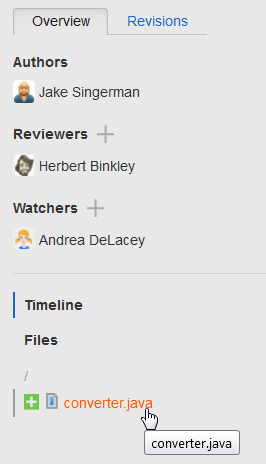 Overview Revisions
Authors
Jake Singerman
Reviewers
Herbert Binkley
Watchers
Andrea DeLacey
Timeline
Files
/
converter.java
converter.java